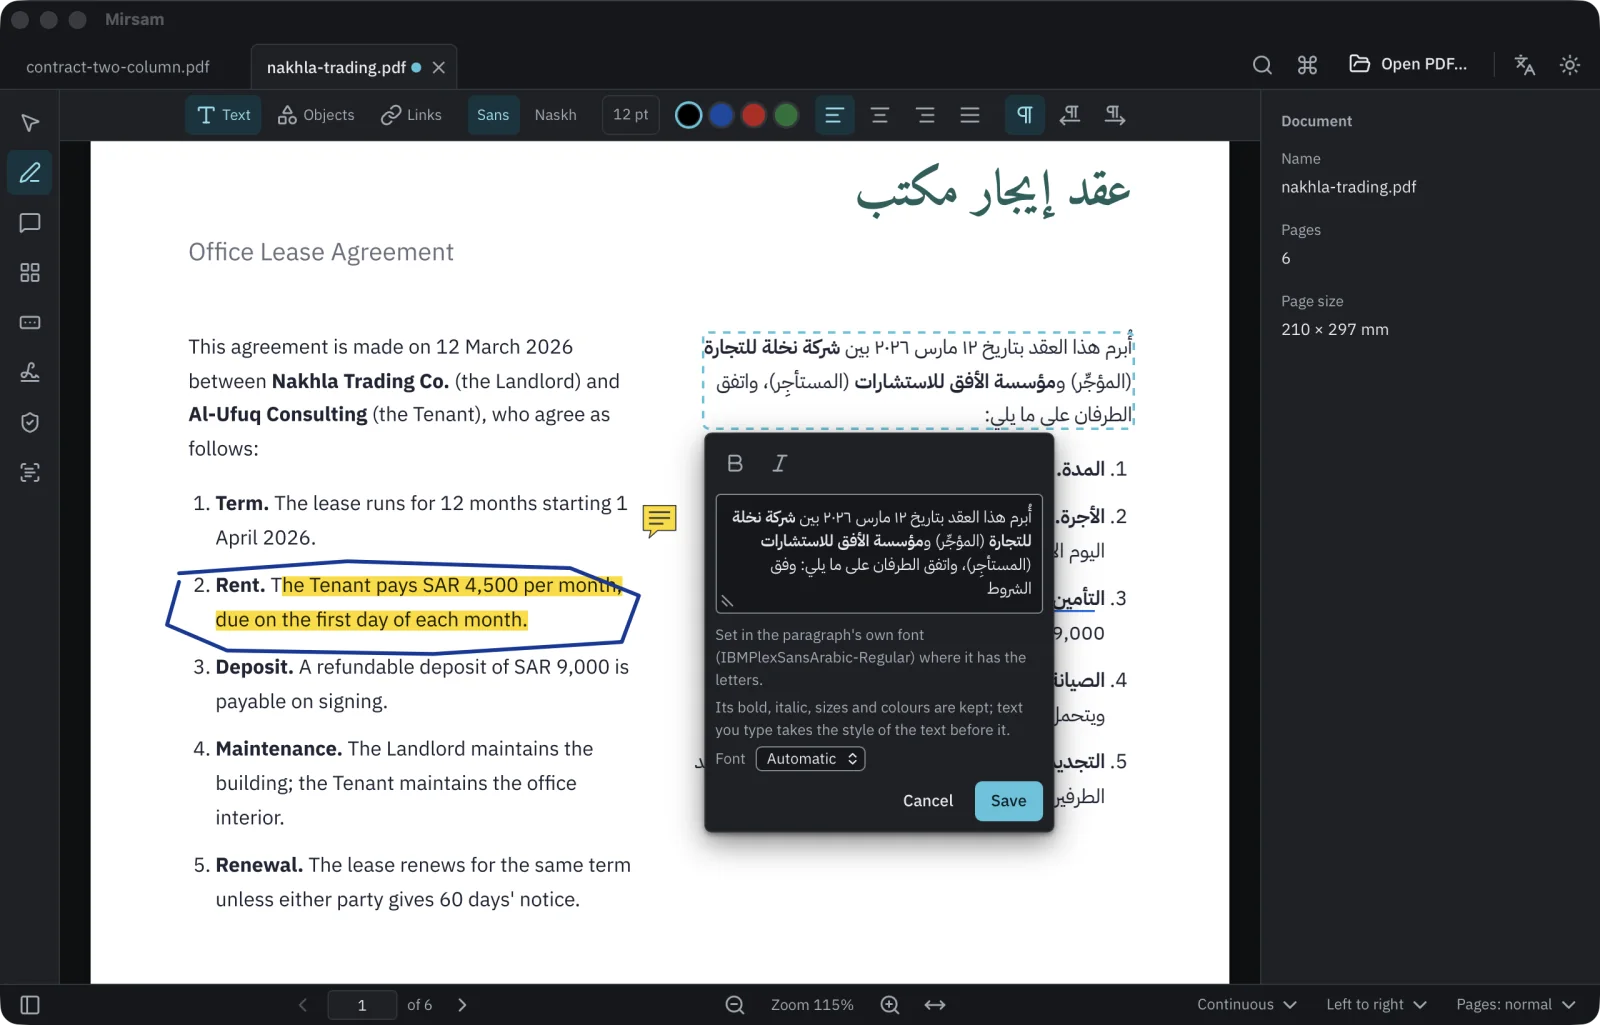 Mirsam
contract-two-column.pdf
nakhla-trading.pdf
Open PDF...
Text
Objects
Links
Sans
Naskh
12 pt
عقد إيجار مكتب
Office Lease Agreement
This agreement is made on 12 March 2026
between Nakhla Trading Co. (the Landlord) and
Al-Ufuq Consulting (the Tenant), who agree as
follows:
1. Term. The lease runs for 12 months starting 1
April 2026.
2. Rent. The Tenant pays SAR 4,500 per month,
due on the first day of each month.
3. Deposit. A refundable deposit of SAR 9,000 is
payable on signing.
4. Maintenance. The Landlord maintains the
building; the Tenant maintains the office
interior.
5. Renewal. The lease renews for the same term
unless either party gives 60 days' notice.
أُبرم هذا العقد بتاريخ ١٢ مارس ٢٠٢٦ بين شركة نخلة للتجارة
(المؤجِّر) ومؤسسة الأفق للاستشارات (المستأجِر)، واتفق
الطرفان على ما يلي:
1. المدة.
2. الأجرة.
اليوم
3. التأمين
9,000
4. الصيانة
ويتحمل
5. التجديد
الطرفين
أُبرم هذا العقد بتاريخ ١٢ مارس ٢٠٢٦ بين شركة نخلة
للتجارة (المؤجِّر) ومؤسسة الأفق للاستشارات
(المستأجِر)، واتفق الطرفان على ما يلي: وفق
الشروط
Set in the paragraph's own font
(IBMPlexSansArabic-Regular) where it has the
letters.
Its bold, italic, sizes and colours are kept; text
you type takes the style of the text before it.
Font
Automatic
Cancel
Save
Document
Name
nakhla-trading.pdf
Pages
6
Page size
210 × 297 mm
1
of 6
Zoom 115%
Continuous
Left to right
Pages: normal